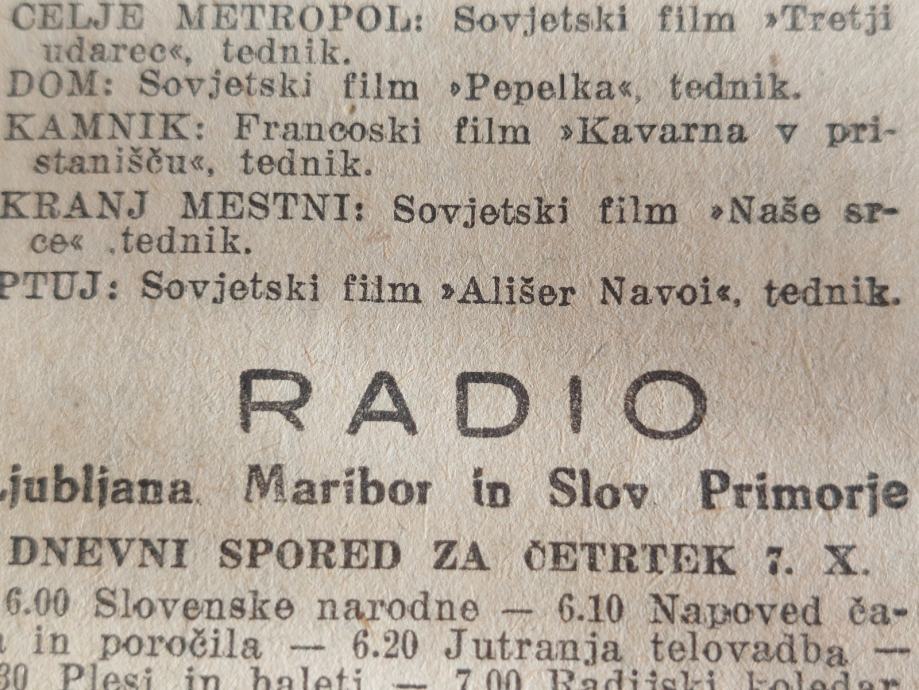 CELJE METROPOL: Sovjetski film »Tretji
udarec«, tednik.
DOM: Sovjetski film »Pepelka«, tednik.
KAMNIK: Francoski film »Kavarna v pri-
stanišču«, tednik.
KRANJ MESTNI: Sovjetski film »Naše sr-
ce« ,tednik.
PTUJ: Sovjetski film »Ališer Navoi«, tednik.
RADIO
Ljubljana, Maribor in Slov Primorje
DNEVNI SPORED ZA ČETRTEK 7. X.
6.00 Slovenske narodne — 6.10 Napoved ča-
in poročila — 6.20 Jutranja telovadba —
30 Plesi in baleti — 7.00 Radijski koledar